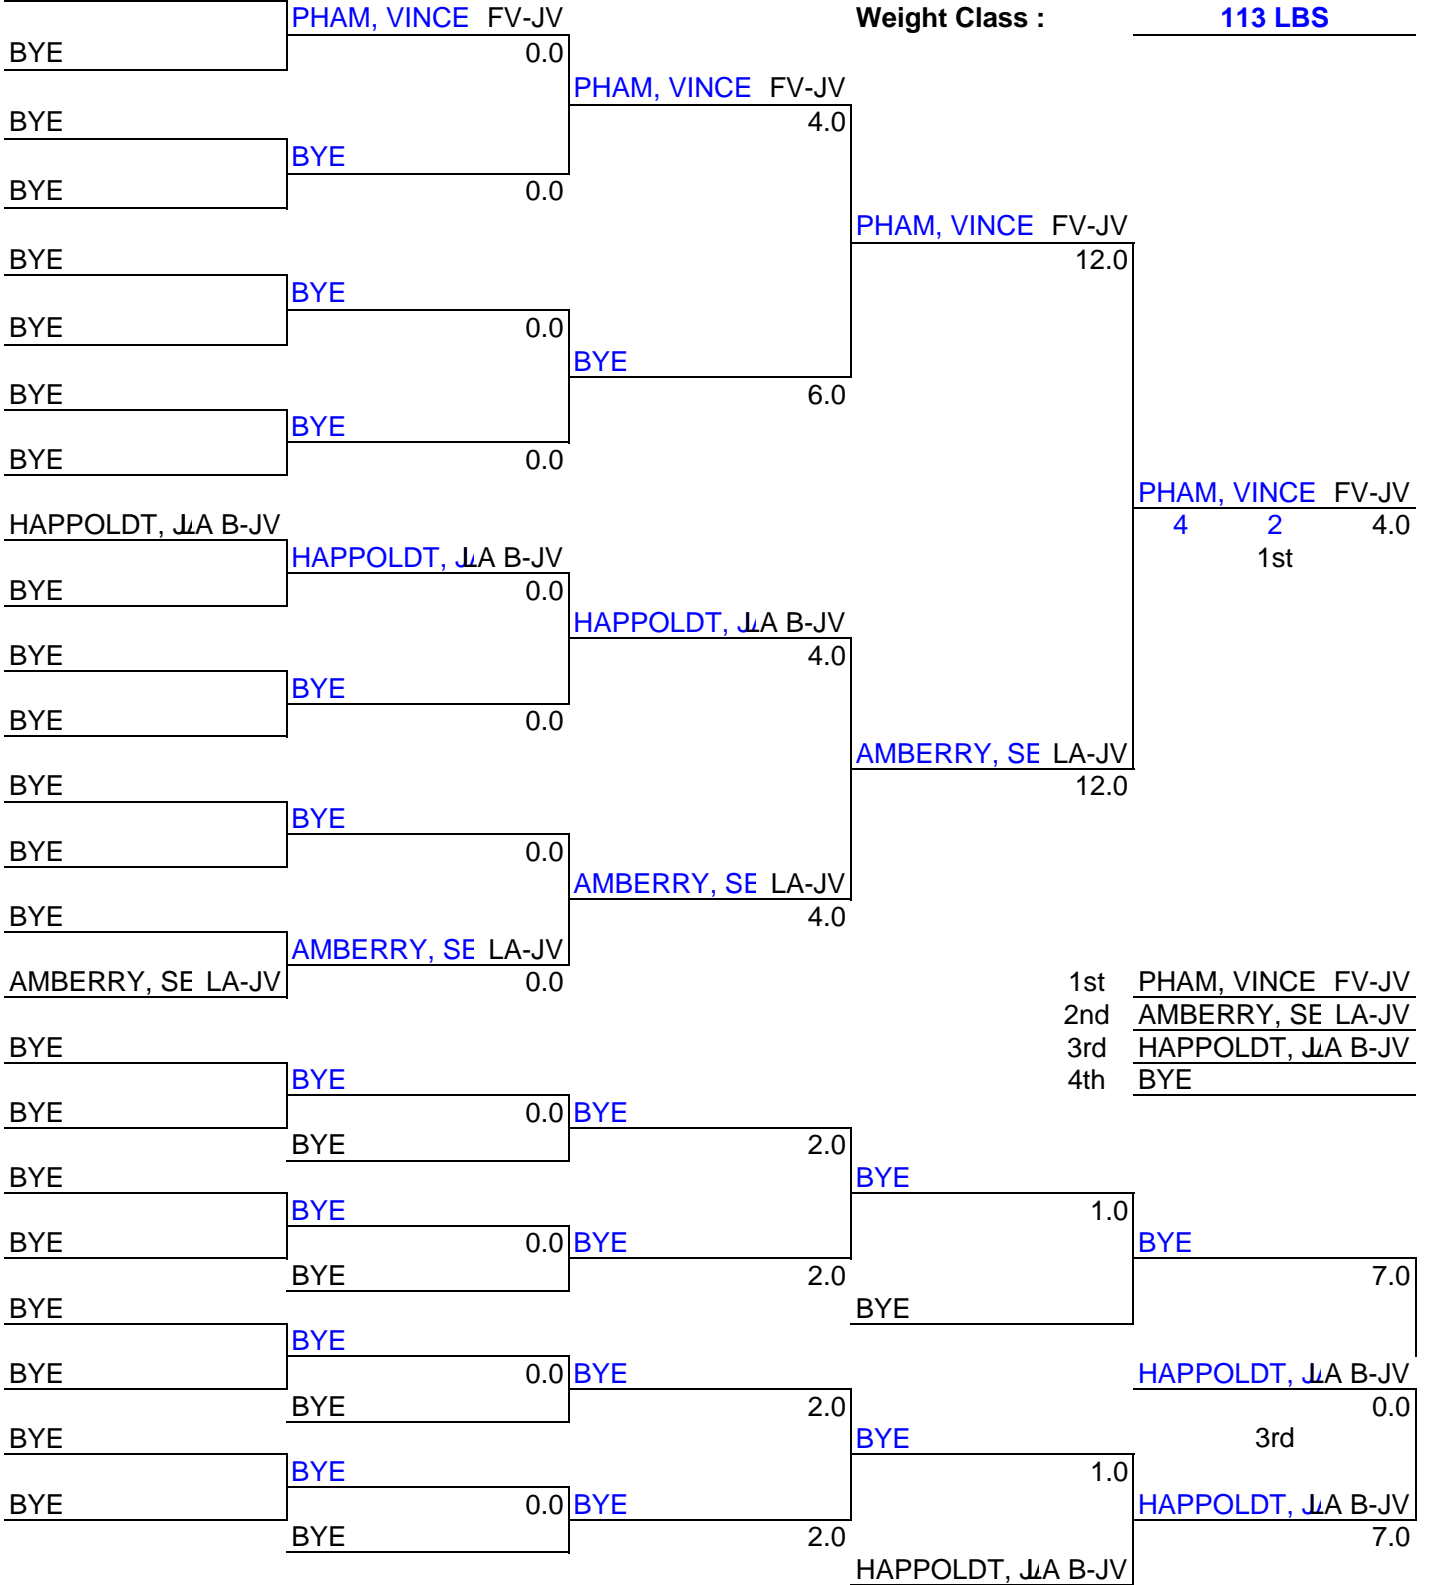 PHAM, VINCE FV-JV Weight Class : 113 LBS
BYE 0.0
PHAM, VINCE FV-JV
BYE 4.0
BYE
BYE 0.0
PHAM, VINCE FV-JV
BYE 12.0
BYE
BYE 0.0
BYE
BYE 6.0
BYE
BYE 0.0
PHAM, VINCE FV-JV
HAPPOLDT, LA B-JV 4 2 4.0
HAPPOLDT, LA B-JV 1st
BYE 0.0
HAPPOLDT, LA B-JV
BYE 4.0
BYE
BYE 0.0
AMBERRY, SE LA-JV
BYE 12.0
BYE
BYE 0.0
AMBERRY, SE LA-JV
BYE 4.0
AMBERRY, SE LA-JV
AMBERRY, SE LA-JV 0.0 1st PHAM, VINCE FV-JV
2nd AMBERRY, SE LA-JV
BYE 3rd HAPPOLDT, LA B-JV
BYE 4th BYE
BYE 0.0 BYE
BYE 2.0
BYE BYE
BYE 1.0
BYE 0.0 BYE BYE
BYE 2.0 7.0
BYE BYE
BYE
BYE 0.0 BYE HAPPOLDT, LA B-JV
BYE 2.0 0.0
BYE BYE 3rd
BYE 1.0
BYE 0.0 BYE HAPPOLDT, LA B-JV
BYE 2.0 7.0
HAPPOLDT, LA B-JV